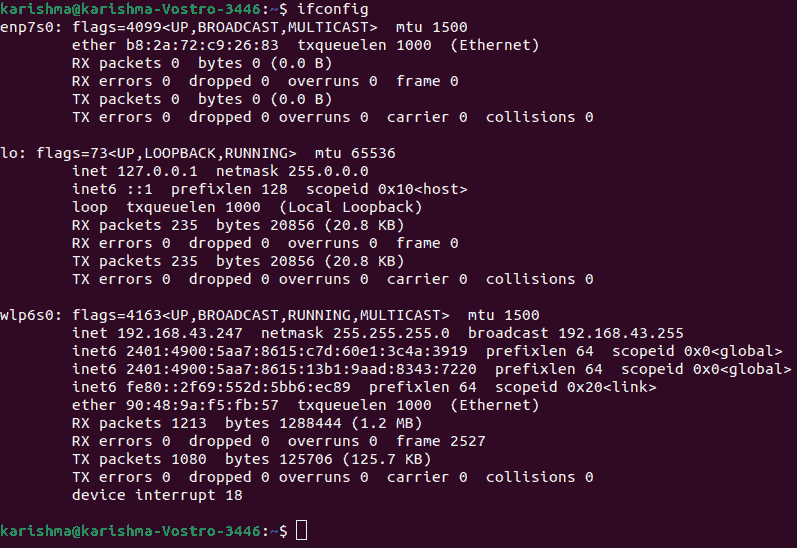 karishma@karishma-Vostro-3446:~$ ifconfig
enp7s0: flags=4099<UP,BROADCAST,MULTICAST>  mtu 1500
        ether b8:2a:72:c9:26:83  txqueuelen 1000  (Ethernet)
        RX packets 0  bytes 0 (0.0 B)
        RX errors 0  dropped 0  overruns 0  frame 0
        TX packets 0  bytes 0 (0.0 B)
        TX errors 0  dropped 0 overruns 0  carrier 0  collisions 0

lo: flags=73<UP,LOOPBACK,RUNNING>  mtu 65536
        inet 127.0.0.1  netmask 255.0.0.0
        inet6 ::1  prefixlen 128  scopeid 0x10<host>
        loop  txqueuelen 1000  (Local Loopback)
        RX packets 235  bytes 20856 (20.8 KB)
        RX errors 0  dropped 0  overruns 0  frame 0
        TX packets 235  bytes 20856 (20.8 KB)
        TX errors 0  dropped 0 overruns 0  carrier 0  collisions 0

wlp6s0: flags=4163<UP,BROADCAST,RUNNING,MULTICAST>  mtu 1500
        inet 192.168.43.247  netmask 255.255.255.0  broadcast 192.168.43.255
        inet6 2401:4900:5aa7:8615:c7d:60e1:3c4a:3919  prefixlen 64  scopeid 0x0<global>
        inet6 2401:4900:5aa7:8615:13b1:9aad:8343:7220  prefixlen 64  scopeid 0x0<global>
        inet6 fe80::2f69:552d:5bb6:ec89  prefixlen 64  scopeid 0x20<link>
        ether 90:48:9a:f5:fb:57  txqueuelen 1000  (Ethernet)
        RX packets 1213  bytes 1288444 (1.2 MB)
        RX errors 0  dropped 0  overruns 0  frame 2527
        TX packets 1080  bytes 125706 (125.7 KB)
        TX errors 0  dropped 0 overruns 0  carrier 0  collisions 0
        device interrupt 18

karishma@karishma-Vostro-3446:~$